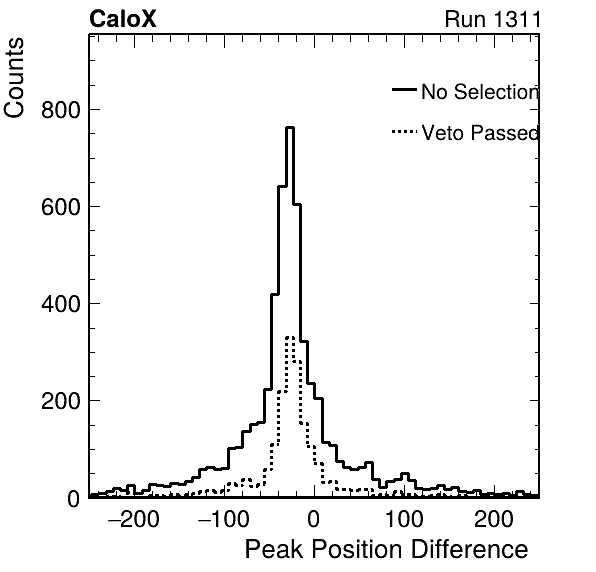 CaloX Run 1311
Counts
No Selection
Veto Passed
800
600
400
200
0
−200 −100 0 100 200
Peak Position Difference